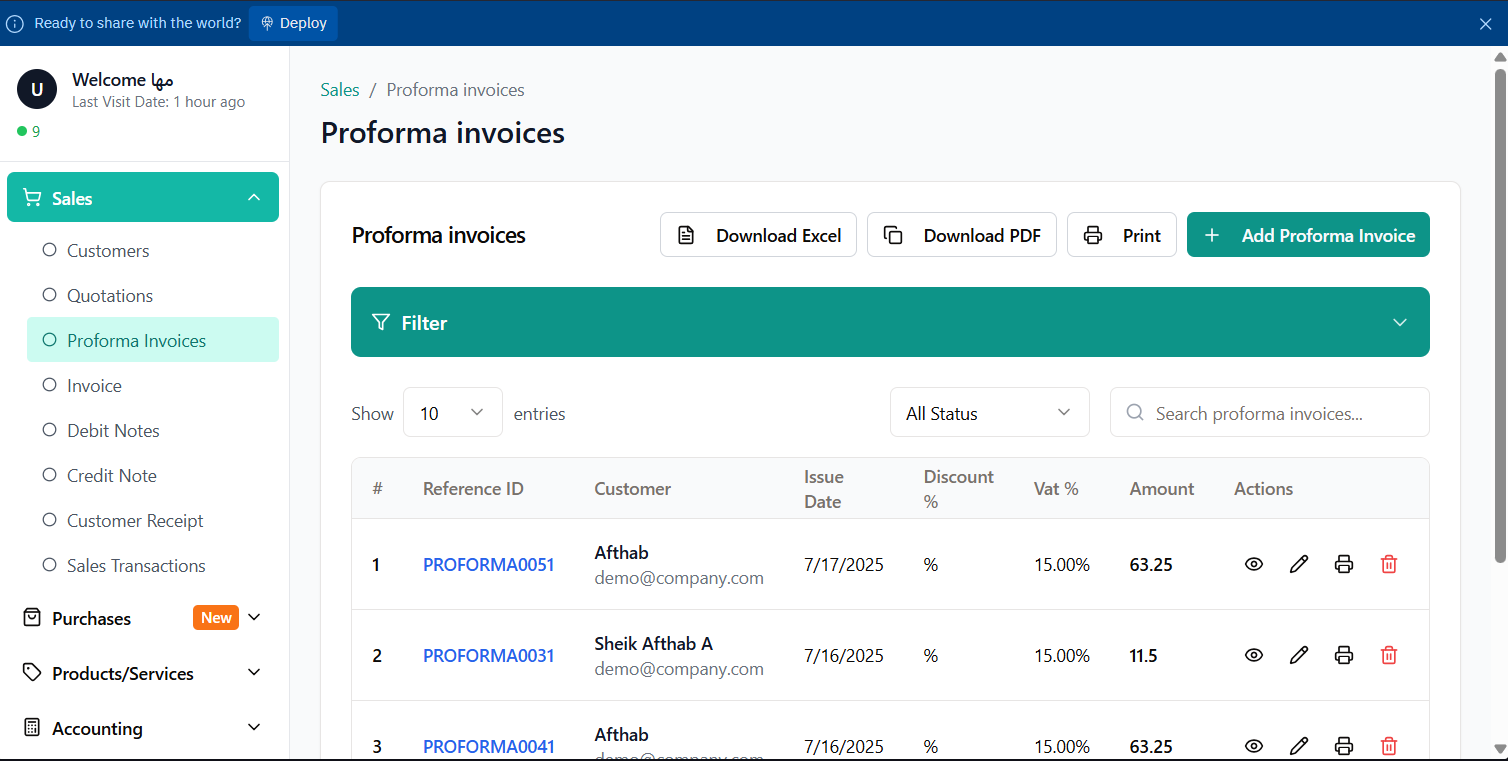 Ready to share with the world? Deploy
U
Welcome مها
Last Visit Date: 1 hour ago
9
Sales
Customers
Quotations
Proforma Invoices
Invoice
Debit Notes
Credit Note
Customer Receipt
Sales Transactions
Purchases New
Products/Services
Accounting
Sales / Proforma invoices
Proforma invoices
Proforma invoices Download Excel Download PDF Print + Add Proforma Invoice
Filter
Show 10 entries All Status Search proforma invoices...
# Reference ID Customer Issue Date Discount % Vat % Amount Actions
1 PROFORMA0051 Afthab 7/17/2025 % 15.00% 63.25
demo@company.com
2 PROFORMA0031 Sheik Afthab A 7/16/2025 % 15.00% 11.5
demo@company.com
3 PROFORMA0041 Afthab 7/16/2025 % 15.00% 63.25
demo@company.com